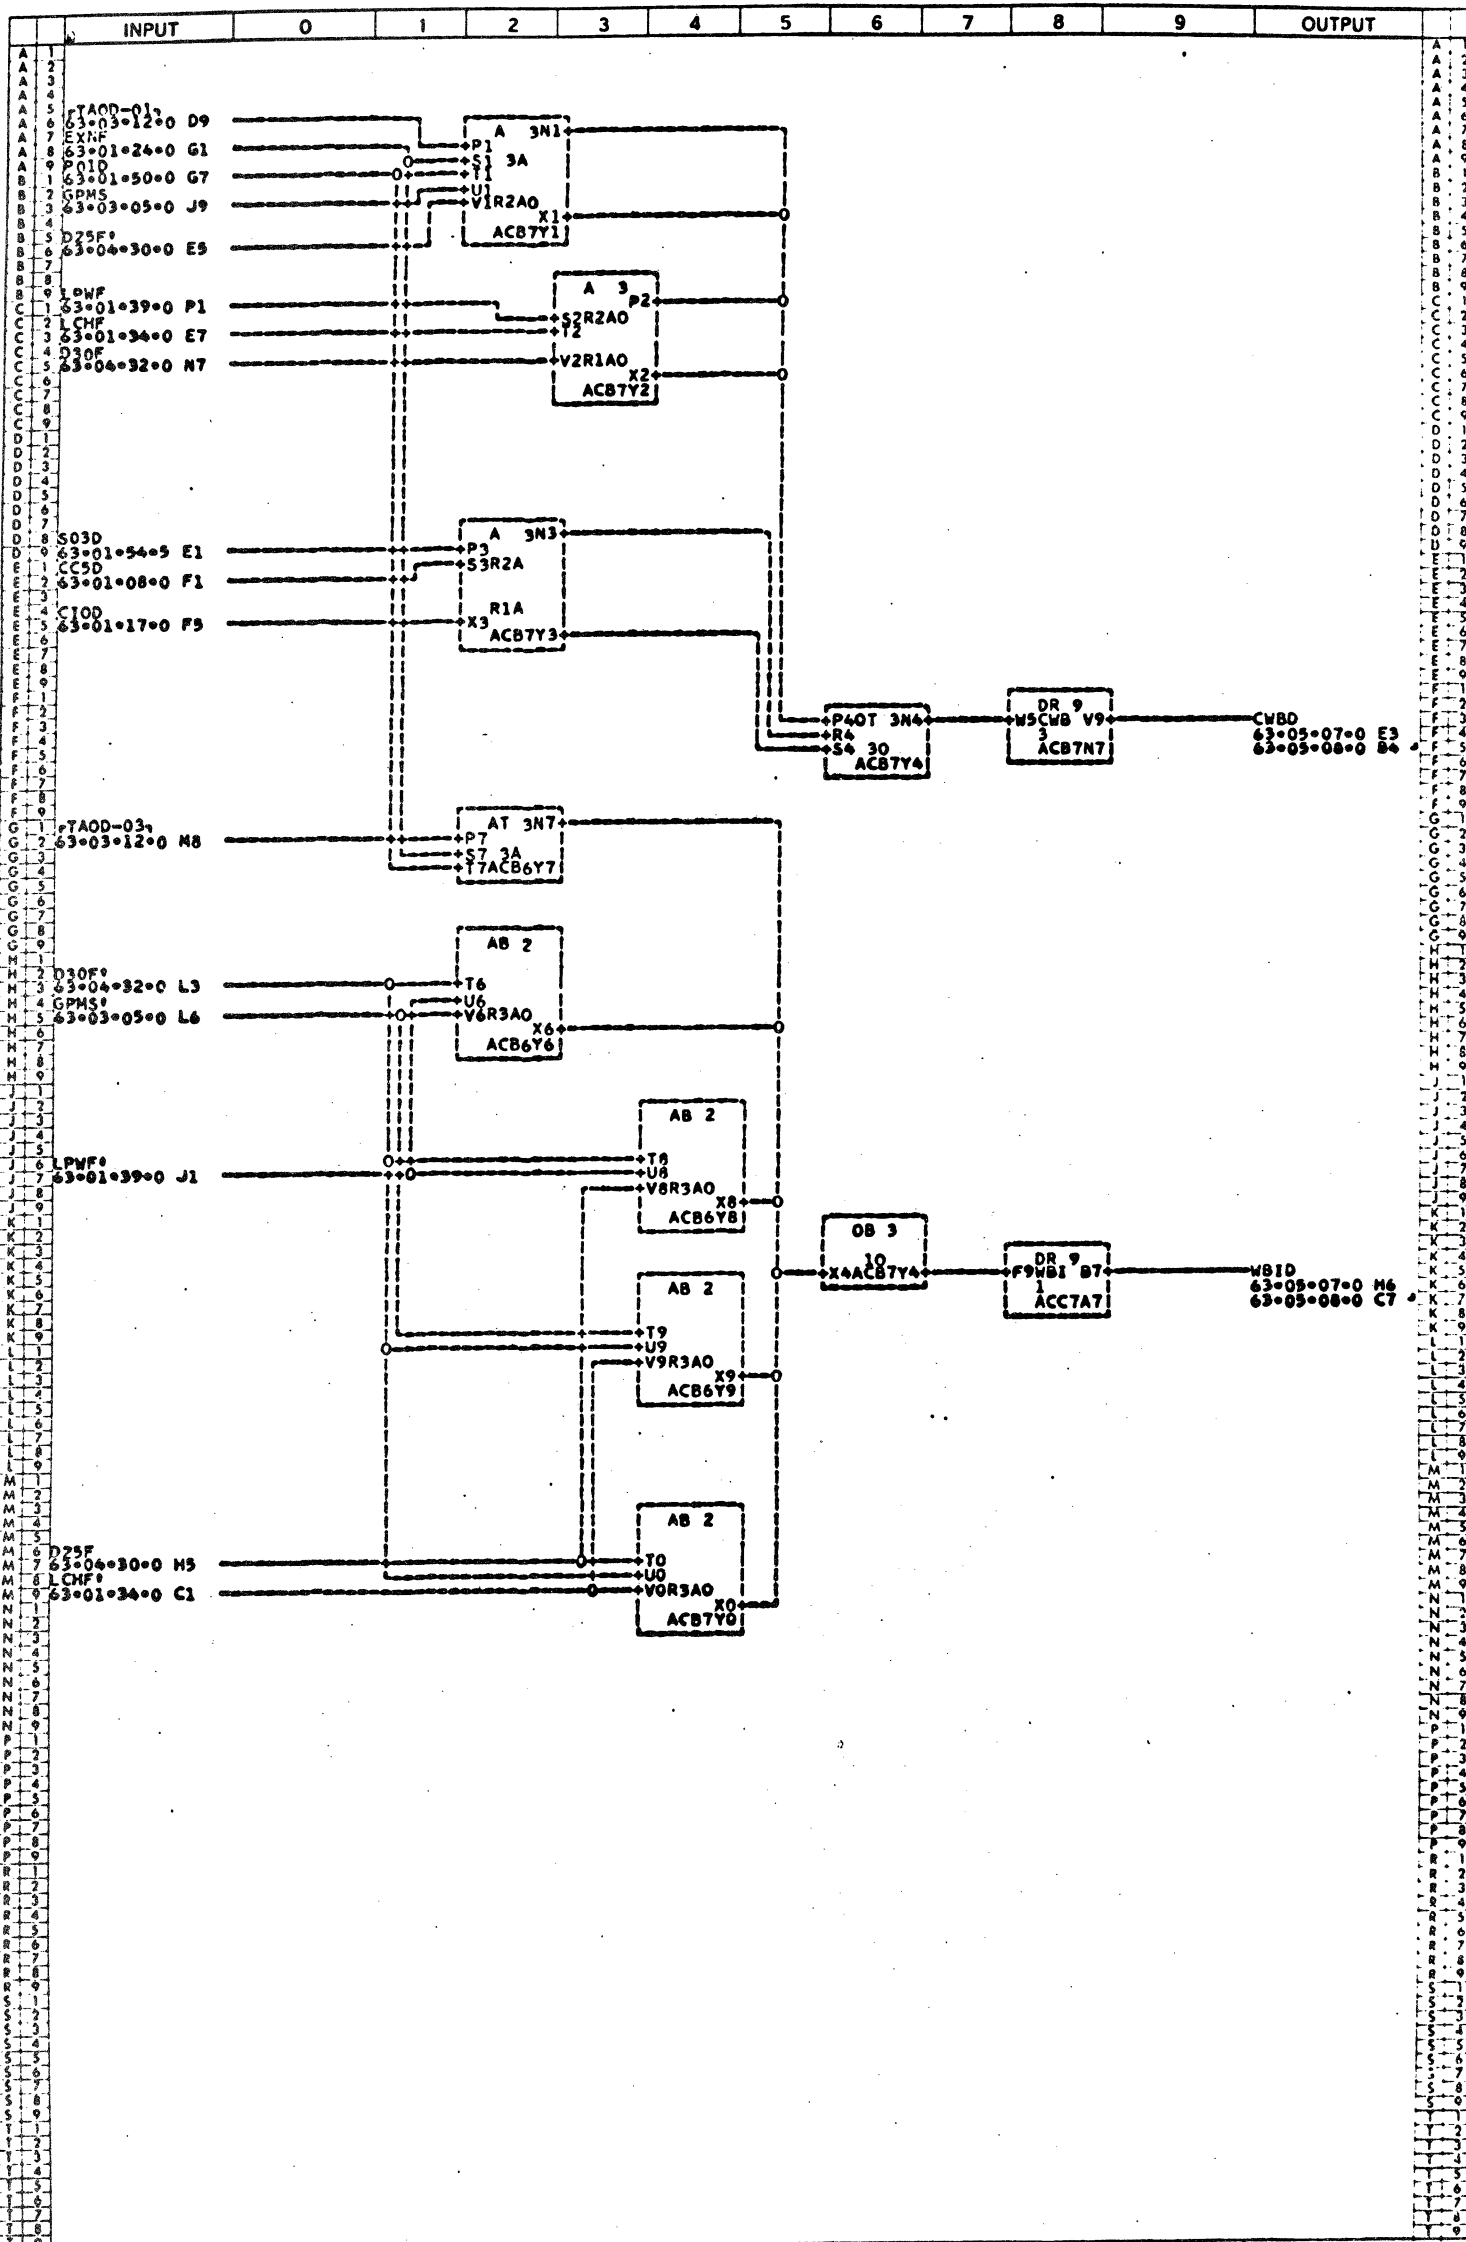 INPUT 0 1 2 3 4 5 6 7 8 9 OUTPUT
┌TAOD-01┐
63•03•12•0 D9
EXNF
63•01•24•0 G1
P01D
63•01•50•0 G7
GPMS
63•03•05•0 J9
D25F'
63•04•30•0 E5
A 3N1
P1
S1 3A
T1
U1
V1R2AO
X1
ACB7Y1
LPWF
63•01•39•0 P1
LCHF
63•01•34•0 E7
D30F
63•04•32•0 N7
A 3
P2
S2R2AO
T2
V2R1AO
X2
ACB7Y2
S03D
63•01•54•5 E1
CC5D
63•01•08•0 F1
CIOD
63•01•17•0 F5
A 3N3
P3
S3R2A
R1A
X3
ACB7Y3
P4OT 3N4
R4
S4 3O
ACB7Y4
DR 9
W5CWB V9
3
ACB7N7
CWBD
63•05•07•0 E3
63•05•08•0 B4
┌TAOD-03┐
63•03•12•0 M8
AT 3N7
P7
S7 3A
T7ACB6Y7
D30F'
63•04•32•0 L3
GPMS'
63•03•05•0 L6
AB 2
T6
U6
V6R3AO
X6
ACB6Y6
LPWF'
63•01•39•0 J1
AB 2
T8
U8
V8R3AO
X8
ACB6Y8
OB 3
1O
X4ACB7Y4
DR 9
F9WBI B7
1
ACC7A7
WBID
63•05•07•0 M6
63•05•08•0 C7
AB 2
T9
U9
V9R3AO
X9
ACB6Y9
D25F
63•04•30•0 H5
LCHF'
63•01•34•0 C1
AB 2
T0
U0
V0R3AO
X0
ACB7Y0